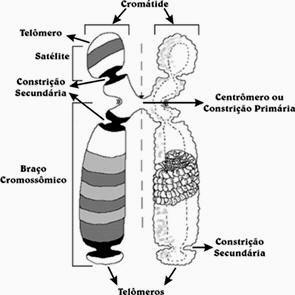 Cromátide
Telômero
Satélite
Constrição
Secundária
Centrômero ou
Constrição Primária
Braço
Cromossômico
Constrição
Secundária
Telômeros